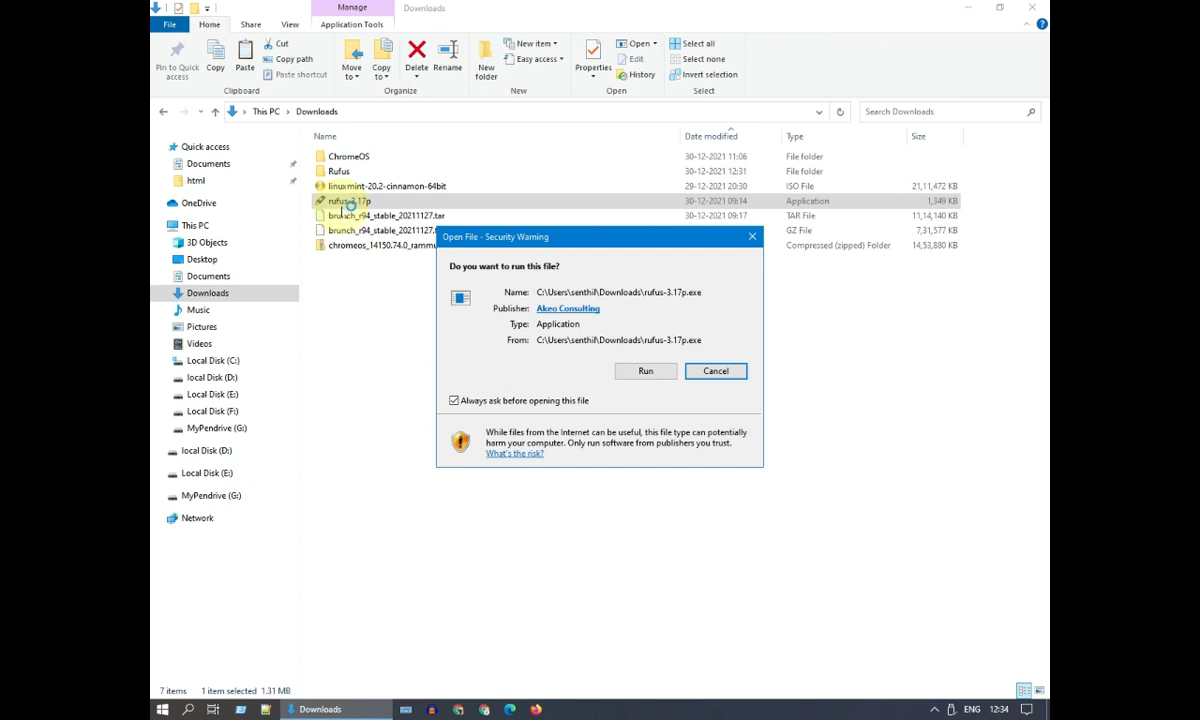 Manage
Downloads
File
Home
Share
View
Application Tools
Pin to Quick access
Copy
Paste
Cut
Copy path
Paste shortcut
Clipboard
Move to
Copy to
Delete
Rename
Organize
New folder
New item
Easy access
New
Properties
Open
Edit
History
Open
Select all
Select none
Invert selection
Select
This PC > Downloads
Search Downloads
Name
Date modified
Type
Size
ChromeOS 30-12-2021 11:06 File folder
Rufus 30-12-2021 12:31 File folder
linuxmint-20.2-cinnamon-64bit 29-12-2021 20:30 ISO File 21,11,472 KB
rufus-3.17p 30-12-2021 09:14 Application 1,349 KB
brunch_r94_stable_20211127.tar 30-12-2021 09:17 TAR File 11,14,140 KB
brunch_r94_stable_20211127.t GZ File 7,31,577 KB
chromeos_14150.74.0_rammu Compressed (zipped) Folder 14,53,880 KB
Quick access
Documents
html
OneDrive
This PC
3D Objects
Desktop
Documents
Downloads
Music
Pictures
Videos
Local Disk (C:)
local Disk (D:)
Local Disk (E:)
Local Disk (F:)
MyPendrive (G:)
local Disk (D:)
Local Disk (E:)
MyPendrive (G:)
Network
Open File - Security Warning
Do you want to run this file?
Name: C:\Users\senthil\Downloads\rufus-3.17p.exe
Publisher: Akeo Consulting
Type: Application
From: C:\Users\senthil\Downloads\rufus-3.17p.exe
Run
Cancel
Always ask before opening this file
While files from the Internet can be useful, this file type can potentially
harm your computer. Only run software from publishers you trust.
What's the risk?
7 items 1 item selected 1.31 MB
Downloads
ENG 12:34